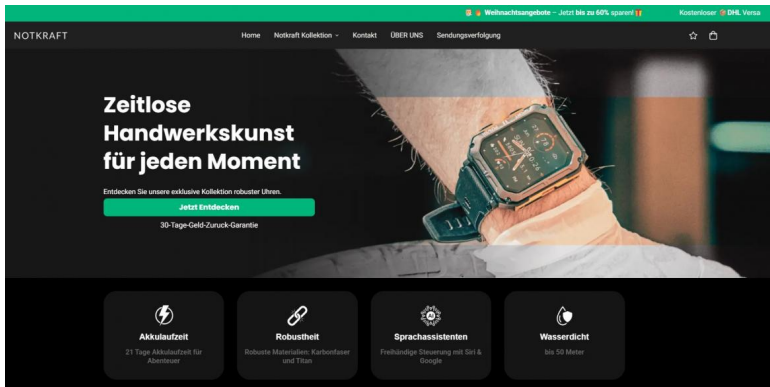 Weihnachtsangebote – Jetzt bis zu 60% sparen! Kostenloser DHL Versa
NOTKRAFT Home Notkraft Kollektion Kontakt ÜBER UNS Sendungsverfolgung
Zeitlose
Handwerkskunst
für jeden Moment
Entdecken Sie unsere exklusive Kollektion robuster Uhren.
Jetzt Entdecken
30-Tage-Geld-Zuruck-Garantie
Akkulaufzeit
21 Tage Akkulaufzeit für
Abenteuer
Robustheit
Robuste Materialien: Karbonfaser
und Titan
Sprachassistenten
Freihändige Steuerung mit Siri &
Google
Wasserdicht
bis 50 Meter